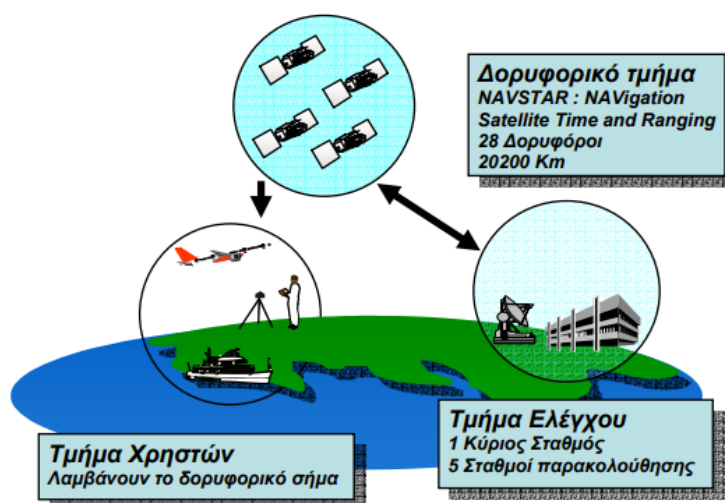 Δορυφορικό τμήμα
NAVSTAR : NAVigation
Satellite Time and Ranging
28 Δορυφόροι
20200 Km
Τμήμα Ελέγχου
1 Κύριος Σταθμός
5 Σταθμοί παρακολούθησης
Τμήμα Χρηστών
Λαμβάνουν το δορυφορικό σήμα